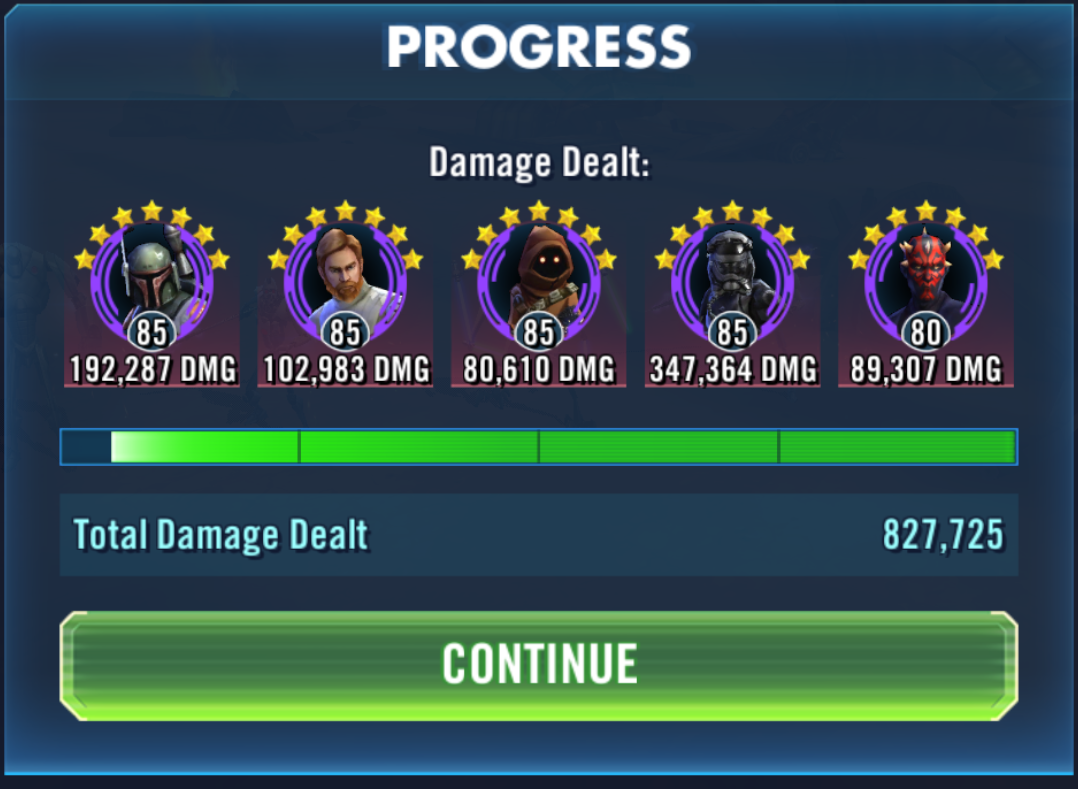 PROGRESS
Damage Dealt:
85 85 85 85 80
192,287 DMG 102,983 DMG 80,610 DMG 347,364 DMG 89,307 DMG
Total Damage Dealt 827,725
CONTINUE